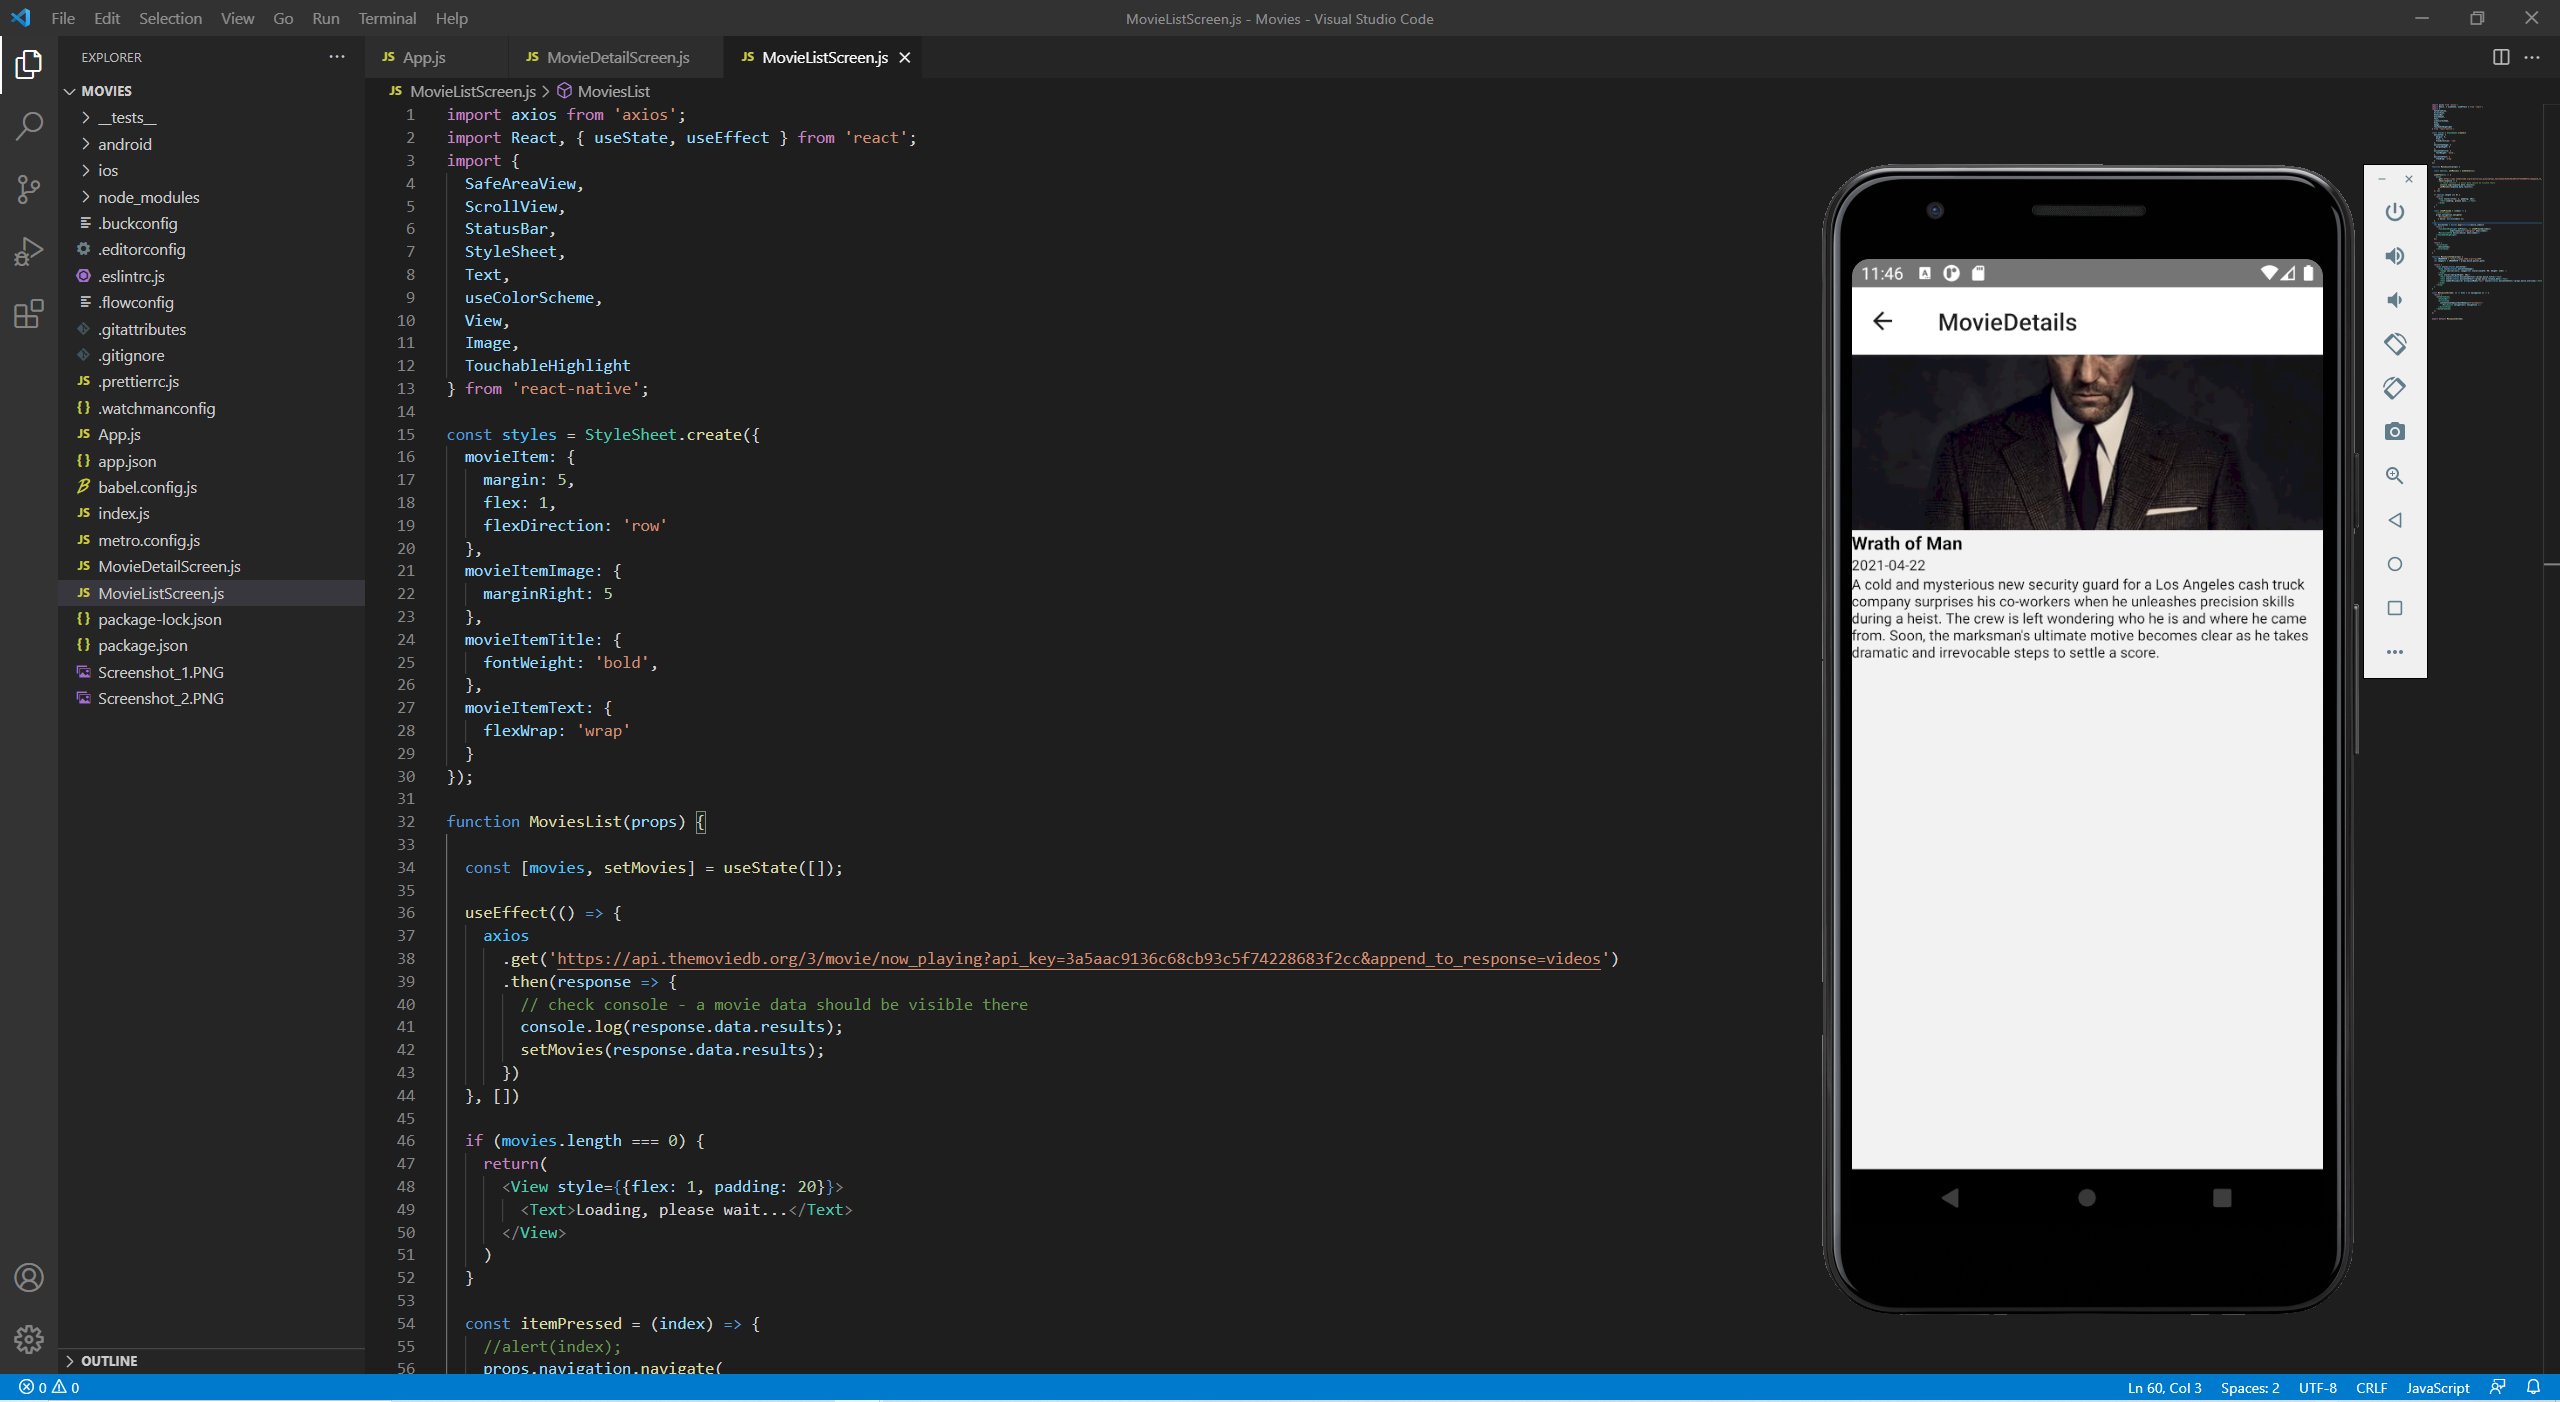 File Edit Selection View Go Run Terminal Help
MovieListScreen.js - Movies - Visual Studio Code
EXPLORER
MOVIES
__tests__
android
ios
node_modules
.buckconfig
.editorconfig
.eslintrc.js
.flowconfig
.gitattributes
.gitignore
JS .prettierrc.js
{} .watchmanconfig
JS App.js
{} app.json
babel.config.js
JS index.js
JS metro.config.js
JS MovieDetailScreen.js
JS MovieListScreen.js
{} package-lock.json
{} package.json
Screenshot_1.PNG
Screenshot_2.PNG
OUTLINE
JS App.js JS MovieDetailScreen.js JS MovieListScreen.js
JS MovieListScreen.js > MoviesList
1 import axios from 'axios';
2 import React, { useState, useEffect } from 'react';
3 import {
4 SafeAreaView,
5 ScrollView,
6 StatusBar,
7 StyleSheet,
8 Text,
9 useColorScheme,
10 View,
11 Image,
12 TouchableHighlight
13 } from 'react-native';
14
15 const styles = StyleSheet.create({
16 movieItem: {
17 margin: 5,
18 flex: 1,
19 flexDirection: 'row'
20 },
21 movieItemImage: {
22 marginRight: 5
23 },
24 movieItemTitle: {
25 fontWeight: 'bold',
26 },
27 movieItemText: {
28 flexWrap: 'wrap'
29 }
30 });
31
32 function MoviesList(props) {
33
34 const [movies, setMovies] = useState([]);
35
36 useEffect(() => {
37 axios
38 .get('https://api.themoviedb.org/3/movie/now_playing?api_key=3a5aac9136c68cb93c5f74228683f2cc&append_to_response=videos')
39 .then(response => {
40 // check console - a movie data should be visible there
41 console.log(response.data.results);
42 setMovies(response.data.results);
43 })
44 }, [])
45
46 if (movies.length === 0) {
47 return(
48 <View style={{flex: 1, padding: 20}}>
49 <Text>Loading, please wait...</Text>
50 </View>
51 )
52 }
53
54 const itemPressed = (index) => {
55 //alert(index);
56 props.navigation.navigate(
11:46
MovieDetails
Wrath of Man
2021-04-22
A cold and mysterious new security guard for a Los Angeles cash truck
company surprises his co-workers when he unleashes precision skills
during a heist. The crew is left wondering who he is and where he came
from. Soon, the marksman's ultimate motive becomes clear as he takes
dramatic and irrevocable steps to settle a score.
0 0
Ln 60, Col 3 Spaces: 2 UTF-8 CRLF JavaScript